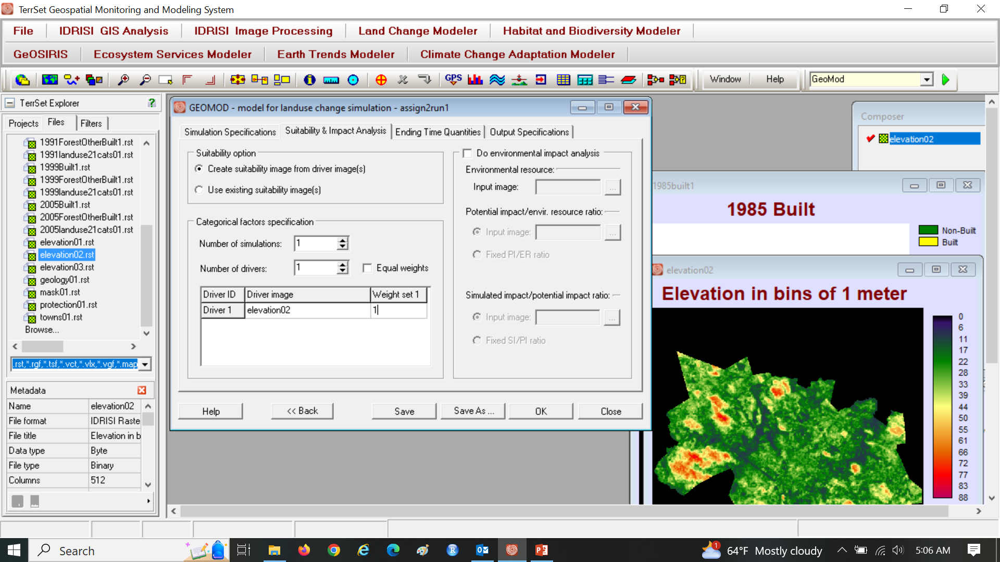 TerrSet Geospatial Monitoring and Modeling System
File IDRISI GIS Analysis IDRISI Image Processing Land Change Modeler Habitat and Biodiversity Modeler
GeOSIRIS Ecosystem Services Modeler Earth Trends Modeler Climate Change Adaptation Modeler
GPS Window Help GeoMod
TerrSet Explorer ?
Projects Files Filters
1991ForestOtherBuilt1.rst
1991landuse21cats01.rst
1999Built1.rst
1999ForestOtherBuilt1.rst
1999landuse21cats01.rst
2005Built1.rst
2005ForestOtherBuilt1.rst
2005landuse21cats01.rst
elevation01.rst
elevation02.rst
elevation03.rst
geology01.rst
mask01.rst
protection01.rst
towns01.rst
Browse...
.rst,*.rgf,*.tsf,*.vct,*.vlx,*.vgf,*.map
Metadata
Name elevation02
File format IDRISI Raste
File title Elevation in b
Data type Byte
File type Binary
Columns 512
GEOMOD - model for landuse change simulation - assign2run1
Simulation Specifications Suitability & Impact Analysis Ending Time Quantities Output Specifications
Suitability option
Create suitability image from driver image(s)
Use existing suitability image(s)
Categorical factors specification
Number of simulations: 1
Number of drivers: 1 Equal weights
Driver ID Driver image Weight set 1
Driver 1 elevation02 1
Do environmental impact analysis
Environmental resource:
Input image: ...
Potential impact/envir. resource ratio:
Input image: ...
Fixed PI/ER ratio
Simulated impact/potential impact ratio:
Input image: ...
Fixed SI/PI ratio
Help << Back Save Save As ... OK Close
Composer
elevation02
1985built1
1985 Built
Non-Built
Built
elevation02
Elevation in bins of 1 meter
0
6
11
17
22
28
33
39
44
50
55
61
66
72
77
83
88
Search
1 64°F Mostly cloudy 5:06 AM